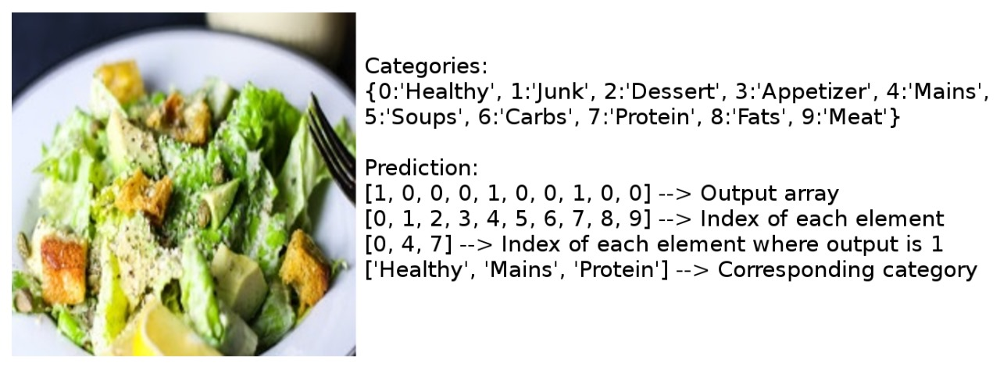 Categories:
{0:'Healthy', 1:'Junk', 2:'Dessert', 3:'Appetizer', 4:'Mains',
5:'Soups', 6:'Carbs', 7:'Protein', 8:'Fats', 9:'Meat'}
Prediction:
[1, 0, 0, 0, 1, 0, 0, 1, 0, 0] --> Output array
[0, 1, 2, 3, 4, 5, 6, 7, 8, 9] --> Index of each element
[0, 4, 7] --> Index of each element where output is 1
['Healthy', 'Mains', 'Protein'] --> Corresponding category